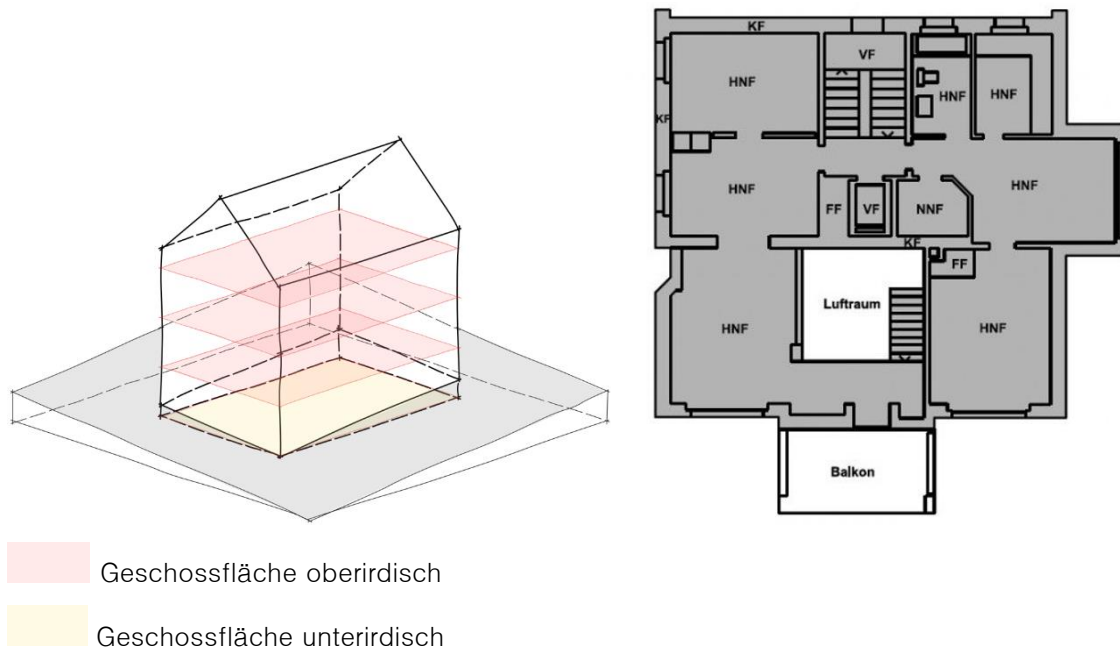 KF
VF
HNF
HNF
HNF
KF
HNF
FF
VF
NNF
HNF
KF
FF
Luftraum
HNF
HNF
Balkon
Geschossfläche oberirdisch
Geschossfläche unterirdisch